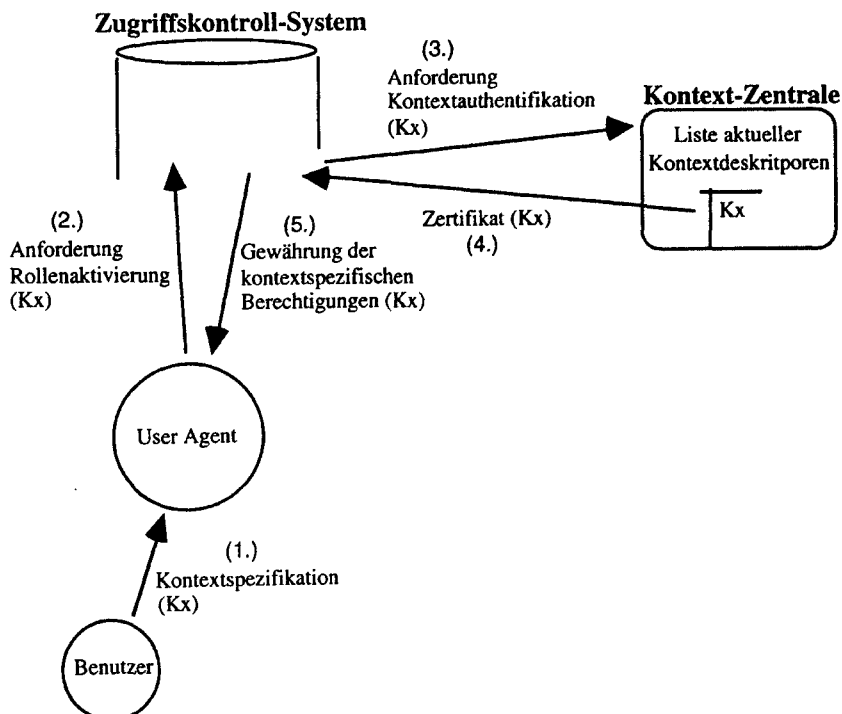 Zugriffskontroll-System
(3.)
Anforderung
Kontextauthentifikation
(Kx)
Kontext-Zentrale
Liste aktueller
Kontextdeskritporen
Kx
Zertifikat (Kx)
(4.)
(2.)
Anforderung
Rollenaktivierung
(Kx)
(5.)
Gewährung der
kontextspezifischen
Berechtigungen (Kx)
User Agent
(1.)
Kontextspezifikation
(Kx)
Benutzer